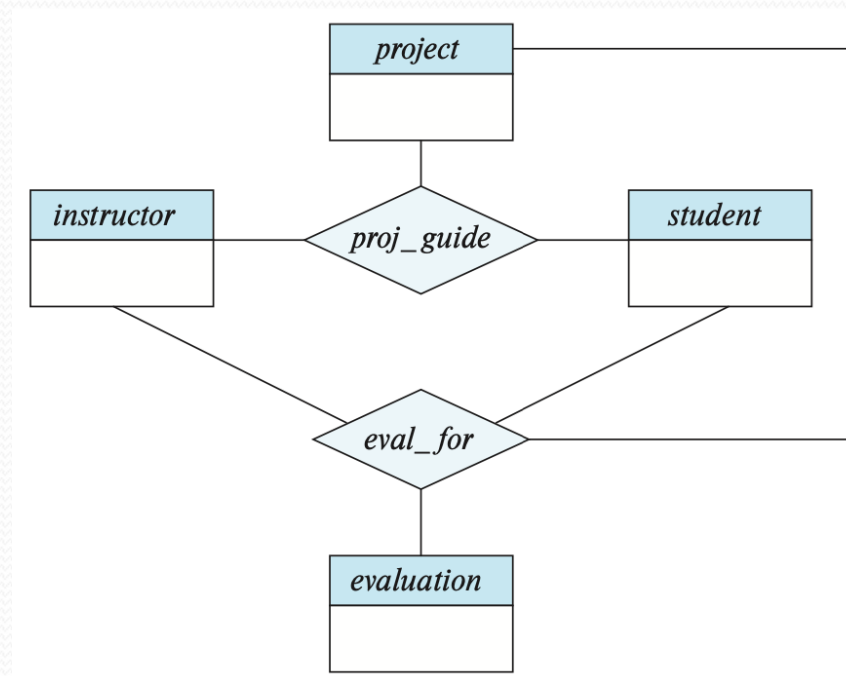 project
instructor
proj_guide
student
eval_for
evaluation